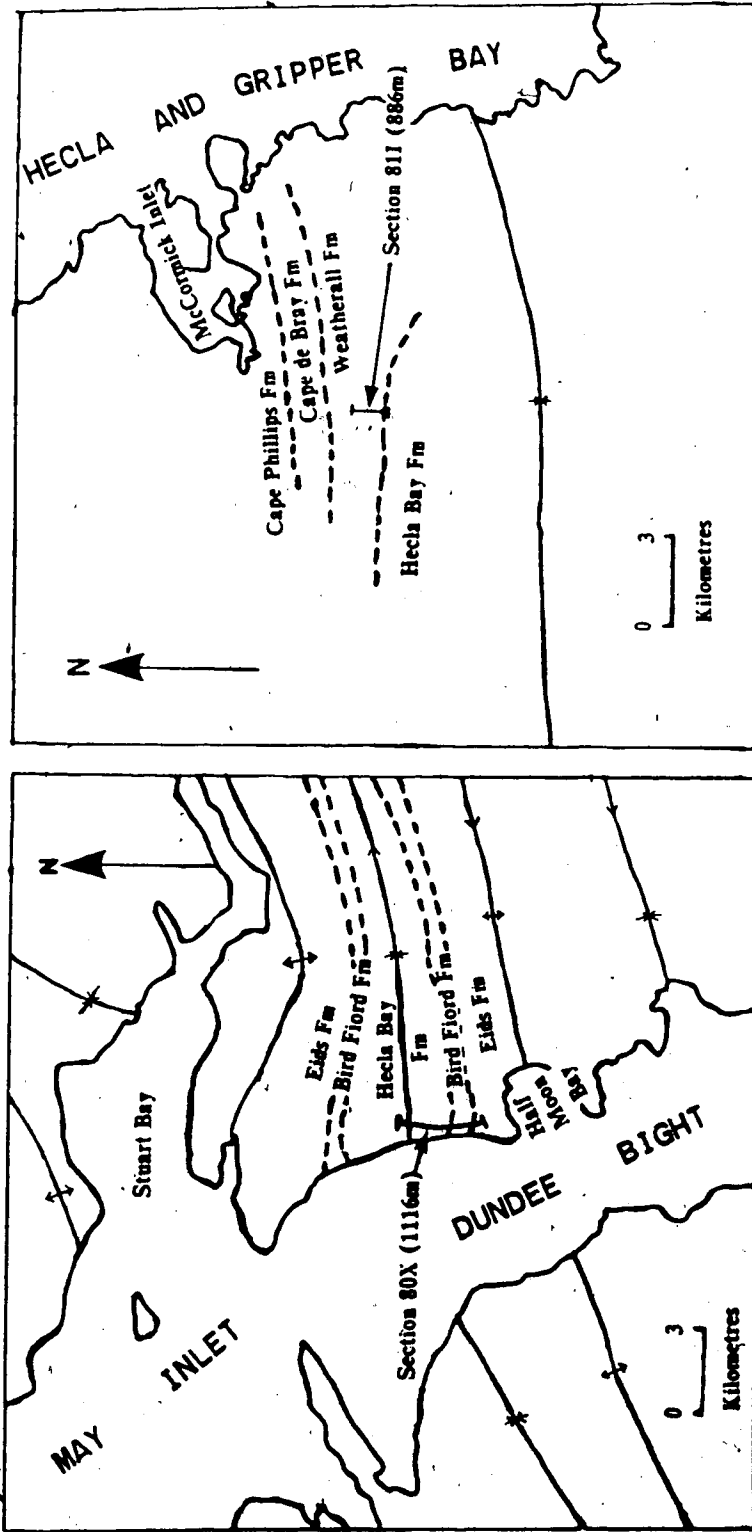 MAY INLET
Stuart Bay
N
Eids Fm
Bird Fiord Fm
Hecla Bay
Fm
Bird Fiord Fm
Eids Fm
Half
Moon
Bay
Section 80X (1116m)
DUNDEE BIGHT
0 3
Kilometres
HECLA AND GRIPPER BAY
McCormick Inlet
N
Cape Phillips Fm
Cape de Bray Fm
Weatherall Fm
Hecla Bay Fm
Section 81I (886m)
0 3
Kilometres